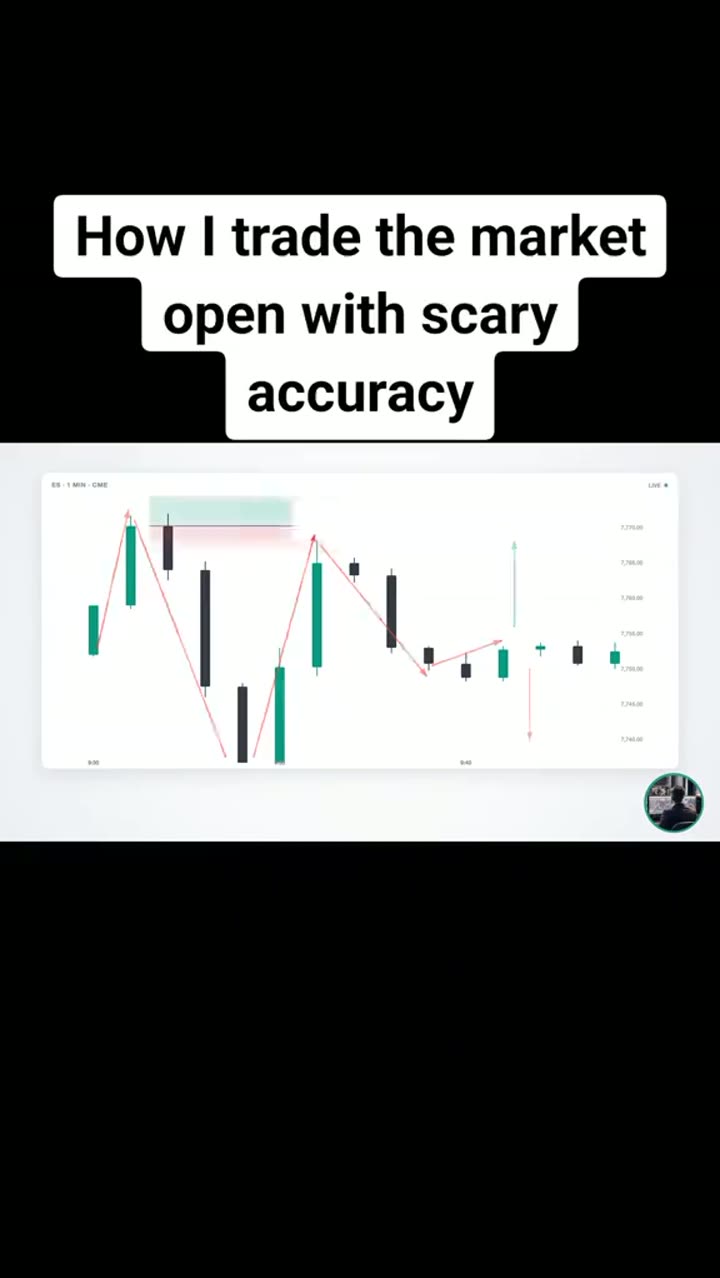 How I trade the market
open with scary
accuracy
ES · 1 MIN · CME
LIVE
7,770.00
7,765.00
7,760.00
7,755.00
7,750.00
7,745.00
7,740.00
9:30
9:40